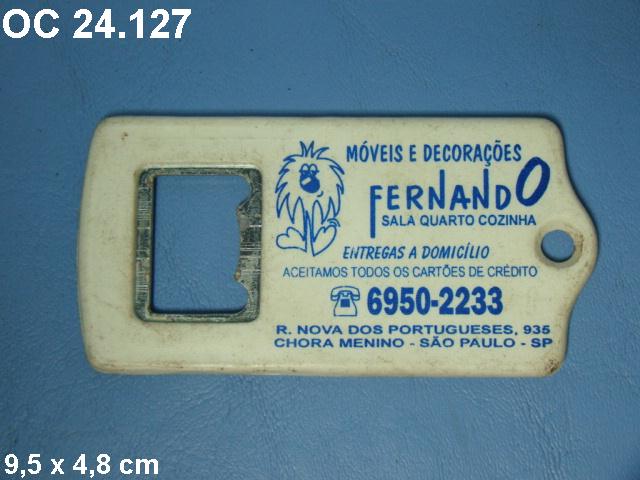 OC 24.127
MÓVEIS E DECORAÇÕES
FERNANDO
SALA QUARTO COZINHA
ENTREGAS A DOMICÍLIO
ACEITAMOS TODOS OS CARTÕES DE CRÉDITO
6950-2233
R. NOVA DOS PORTUGUESES, 935
CHORA MENINO - SÃO PAULO - SP
9,5 x 4,8 cm